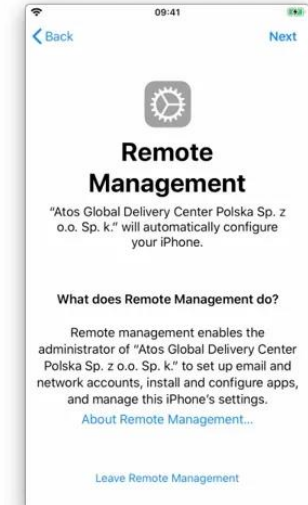 09:41
Back
Next
Remote
Management
“Atos Global Delivery Center Polska Sp. z
o.o. Sp. k.” will automatically configure
your iPhone.
What does Remote Management do?
Remote management enables the
administrator of “Atos Global Delivery Center
Polska Sp. z o.o. Sp. k.” to set up email and
network accounts, install and configure apps,
and manage this iPhone’s settings.
About Remote Management...
Leave Remote Management